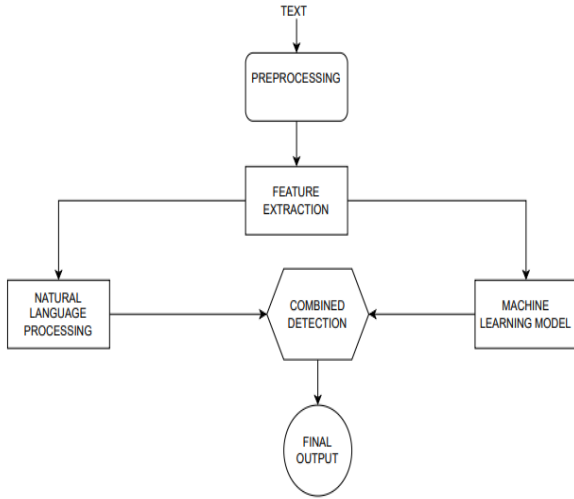 TEXT
PREPROCESSING
FEATURE
EXTRACTION
NATURAL
LANGUAGE
PROCESSING
COMBINED
DETECTION
MACHINE
LEARNING MODEL
FINAL
OUTPUT